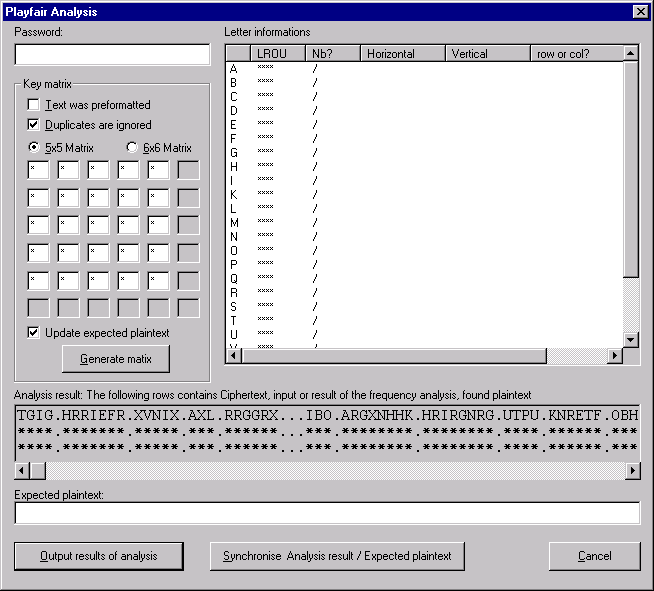 Playfair Analysis
Password:
Letter informations
LROU Nb? Horizontal Vertical row or col?
A **** /
B **** /
C **** /
D **** /
E **** /
F **** /
G **** /
H **** /
I **** /
K **** /
L **** /
M **** /
N **** /
O **** /
P **** /
Q **** /
R **** /
S **** /
T **** /
U **** /
V **** /
Key matrix
Text was preformatted
Duplicates are ignored
5x5 Matrix 6x6 Matrix
* * * * *
* * * * *
* * * * *
* * * * *
* * * * *
Update expected plaintext
Generate matix
Analysis result: The following rows contains Ciphertext, input or result of the frequency analysis, found plaintext
TGIG.HRRIEFR.XVNIX.AXL.RRGGRX...IBO.ARGXNHHK.HRIRGNRG.UTPU.KNRETF.OBH
****.*******.*****.***.******...***.********.********.****.******.***
****.*******.*****.***.******...***.********.********.****.******.***
Expected plaintext:
Output results of analysis
Synchronise Analysis result / Expected plaintext
Cancel